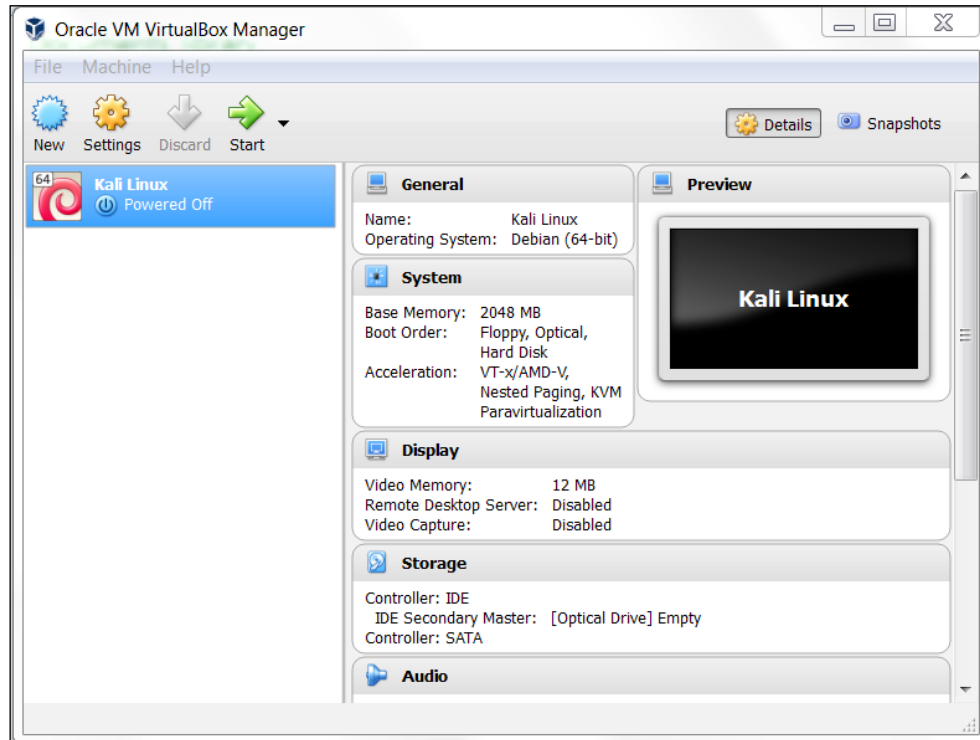 Oracle VM VirtualBox Manager
File Machine Help
New Settings Discard Start
Details Snapshots
64
Kali Linux
Powered Off
General
Name: Kali Linux
Operating System: Debian (64-bit)
System
Base Memory: 2048 MB
Boot Order: Floppy, Optical,
Hard Disk
Acceleration: VT-x/AMD-V,
Nested Paging, KVM
Paravirtualization
Preview
Kali Linux
Display
Video Memory: 12 MB
Remote Desktop Server: Disabled
Video Capture: Disabled
Storage
Controller: IDE
IDE Secondary Master: [Optical Drive] Empty
Controller: SATA
Audio